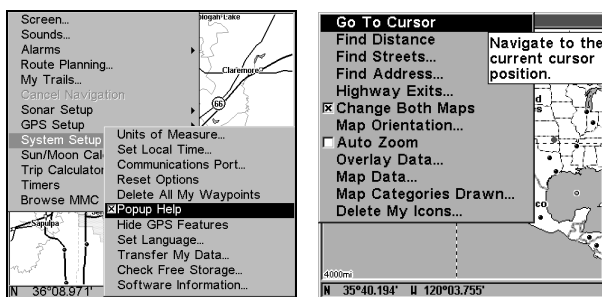 Screen...
Sounds...
Alarms
Route Planning...
My Trails...
Cancel Navigation
Sonar Setup
GPS Setup
System Setup
Sun/Moon Cal
Trip Calculator
Timers
Browse MMC
Units of Measure...
Set Local Time...
Communications Port...
Reset Options
Delete All My Waypoints
Popup Help
Hide GPS Features
Set Language...
Transfer My Data...
Check Free Storage...
Software Information...
Claremore
66
Sapulpa
N 36°08.971'
Go To Cursor
Find Distance
Find Streets...
Find Address...
Highway Exits...
Change Both Maps
Map Orientation...
Auto Zoom
Overlay Data...
Map Data...
Map Categories Drawn...
Delete My Icons...
Navigate to the
current cursor
position.
4000mi
N 35°40.194' W 120°03.755'